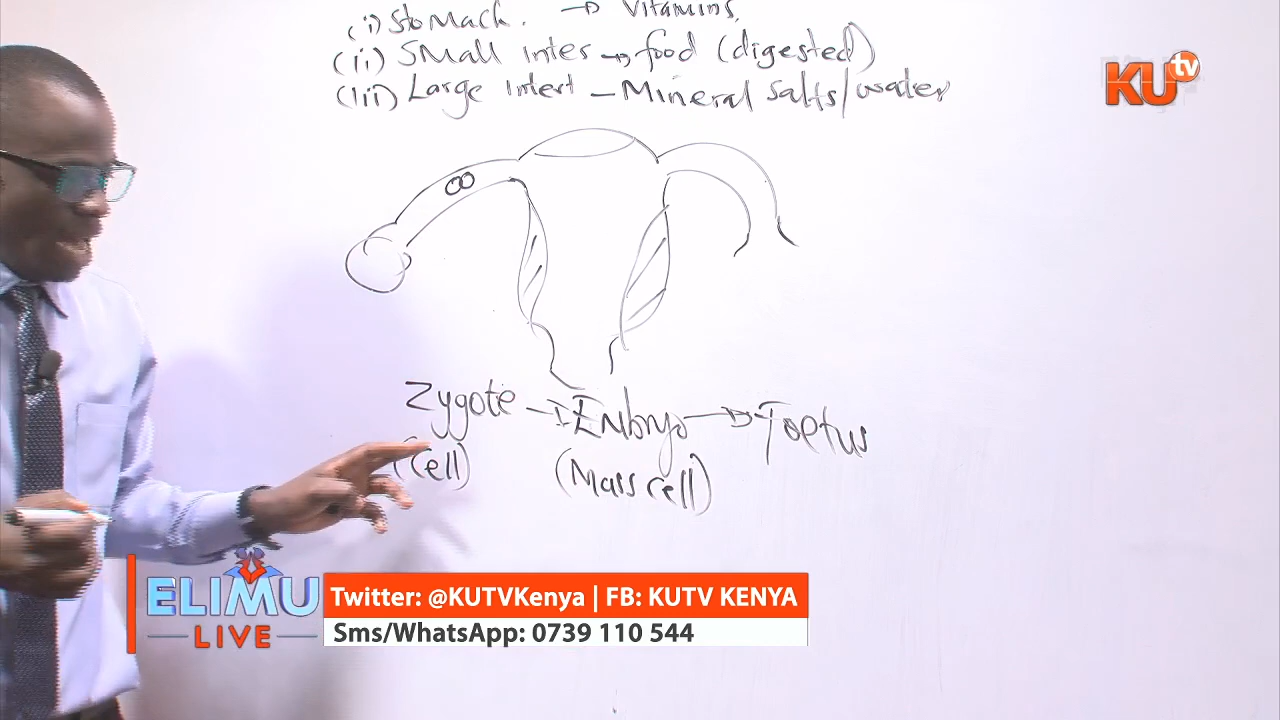 (i) Stomach. → Vitamins.
(ii) Small intes → food (digested)
(iii) Large Intert - Mineral salts/water
KU tv
Zygote → Embryo → Foetus
(Cell) (Mass cell)
ELIMU
LIVE
Twitter: @KUTVKenya | FB: KUTV KENYA
Sms/WhatsApp: 0739 110 544